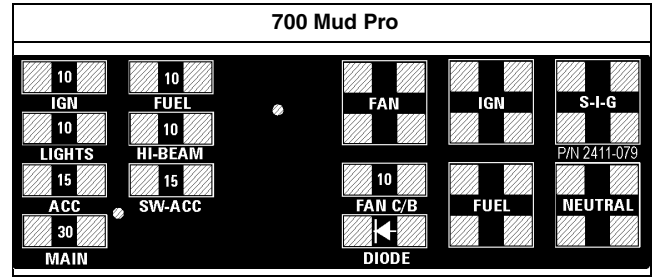 700 Mud Pro
10 10
IGN FUEL FAN IGN S-I-G
10 10
LIGHTS HI-BEAM P/N 2411-079
15 15 10
ACC SW-ACC FAN C/B FUEL NEUTRAL
30
MAIN DIODE